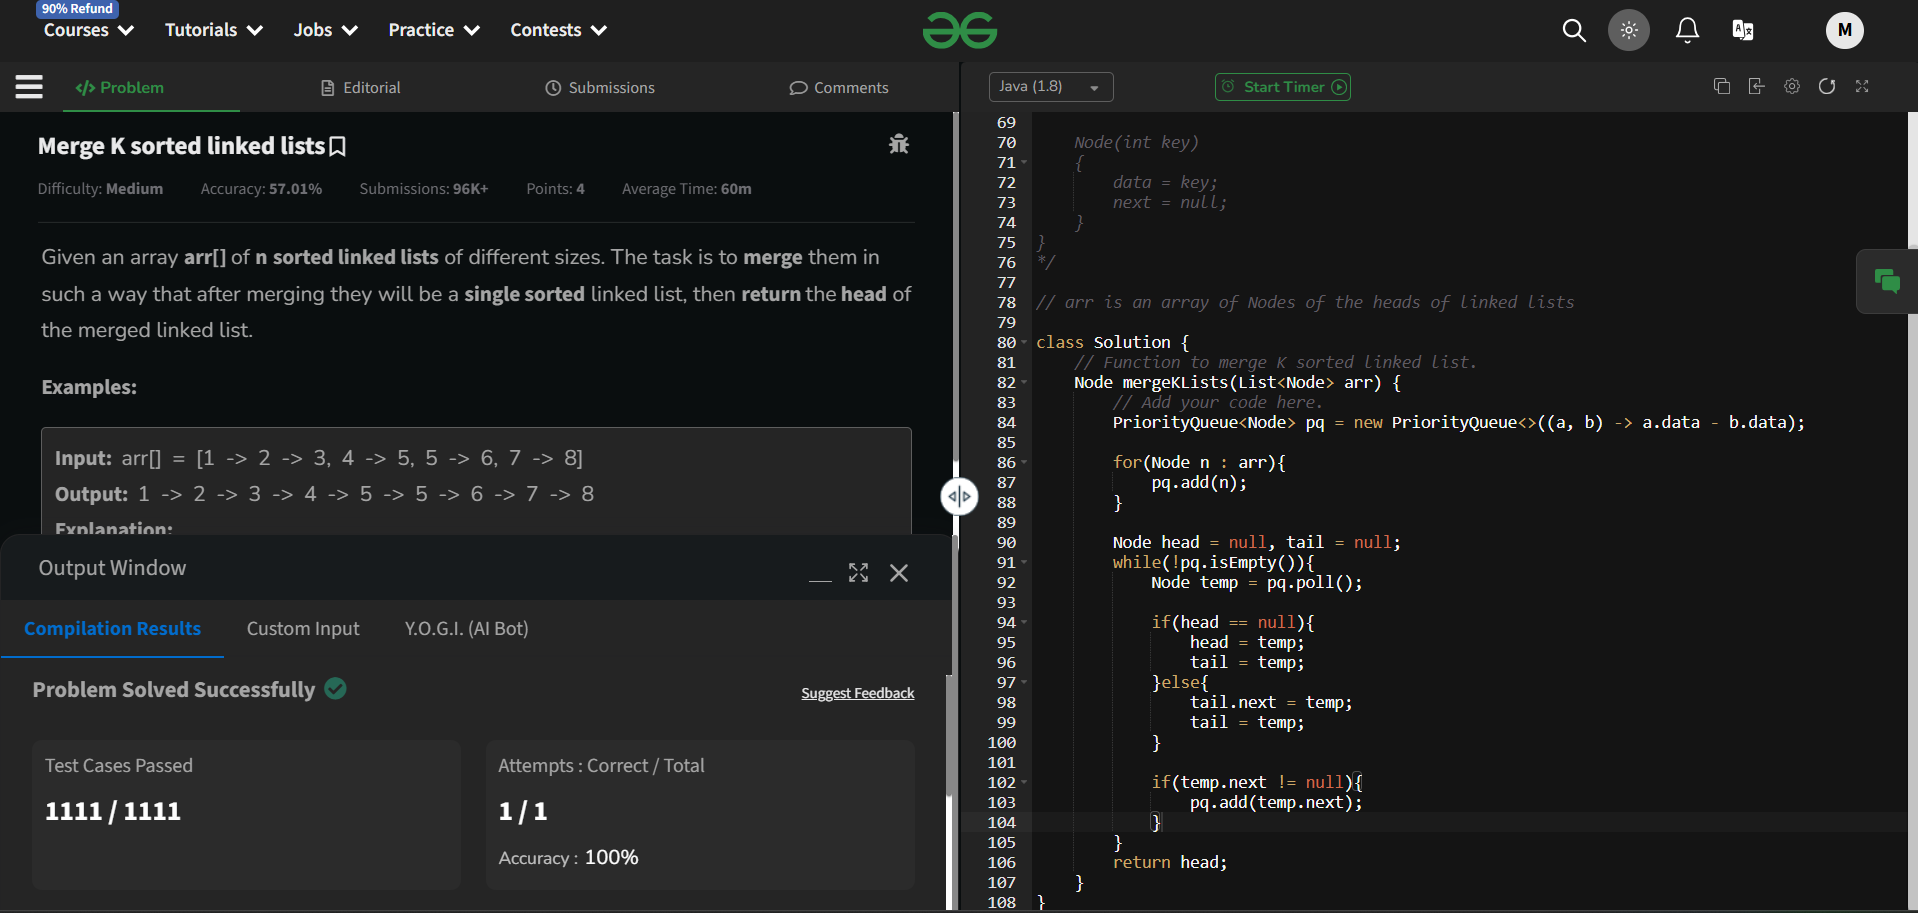 90% Refund
Courses Tutorials Jobs Practice Contests
M
Problem Editorial Submissions Comments
Merge K sorted linked lists
Difficulty: Medium Accuracy: 57.01% Submissions: 96K+ Points: 4 Average Time: 60m
Given an array arr[] of n sorted linked lists of different sizes. The task is to merge them in
such a way that after merging they will be a single sorted linked list, then return the head of
the merged linked list.
Examples:
Input: arr[] = [1 -> 2 -> 3, 4 -> 5, 5 -> 6, 7 -> 8]
Output: 1 -> 2 -> 3 -> 4 -> 5 -> 5 -> 6 -> 7 -> 8
Explanation:
Output Window
Compilation Results Custom Input Y.O.G.I. (AI Bot)
Problem Solved Successfully
Suggest Feedback
Test Cases Passed
1111 / 1111
Attempts : Correct / Total
1 / 1
Accuracy : 100%
Java (1.8) Start Timer
69
70 Node(int key)
71 {
72 data = key;
73 next = null;
74 }
75 }
76 */
77
78 // arr is an array of Nodes of the heads of linked lists
79
80 class Solution {
81 // Function to merge K sorted linked list.
82 Node mergeKLists(List<Node> arr) {
83 // Add your code here.
84 PriorityQueue<Node> pq = new PriorityQueue<>((a, b) -> a.data - b.data);
85
86 for(Node n : arr){
87 pq.add(n);
88 }
89
90 Node head = null, tail = null;
91 while(!pq.isEmpty()){
92 Node temp = pq.poll();
93
94 if(head == null){
95 head = temp;
96 tail = temp;
97 }else{
98 tail.next = temp;
99 tail = temp;
100 }
101
102 if(temp.next != null){
103 pq.add(temp.next);
104 }
105 }
106 return head;
107 }
108 }